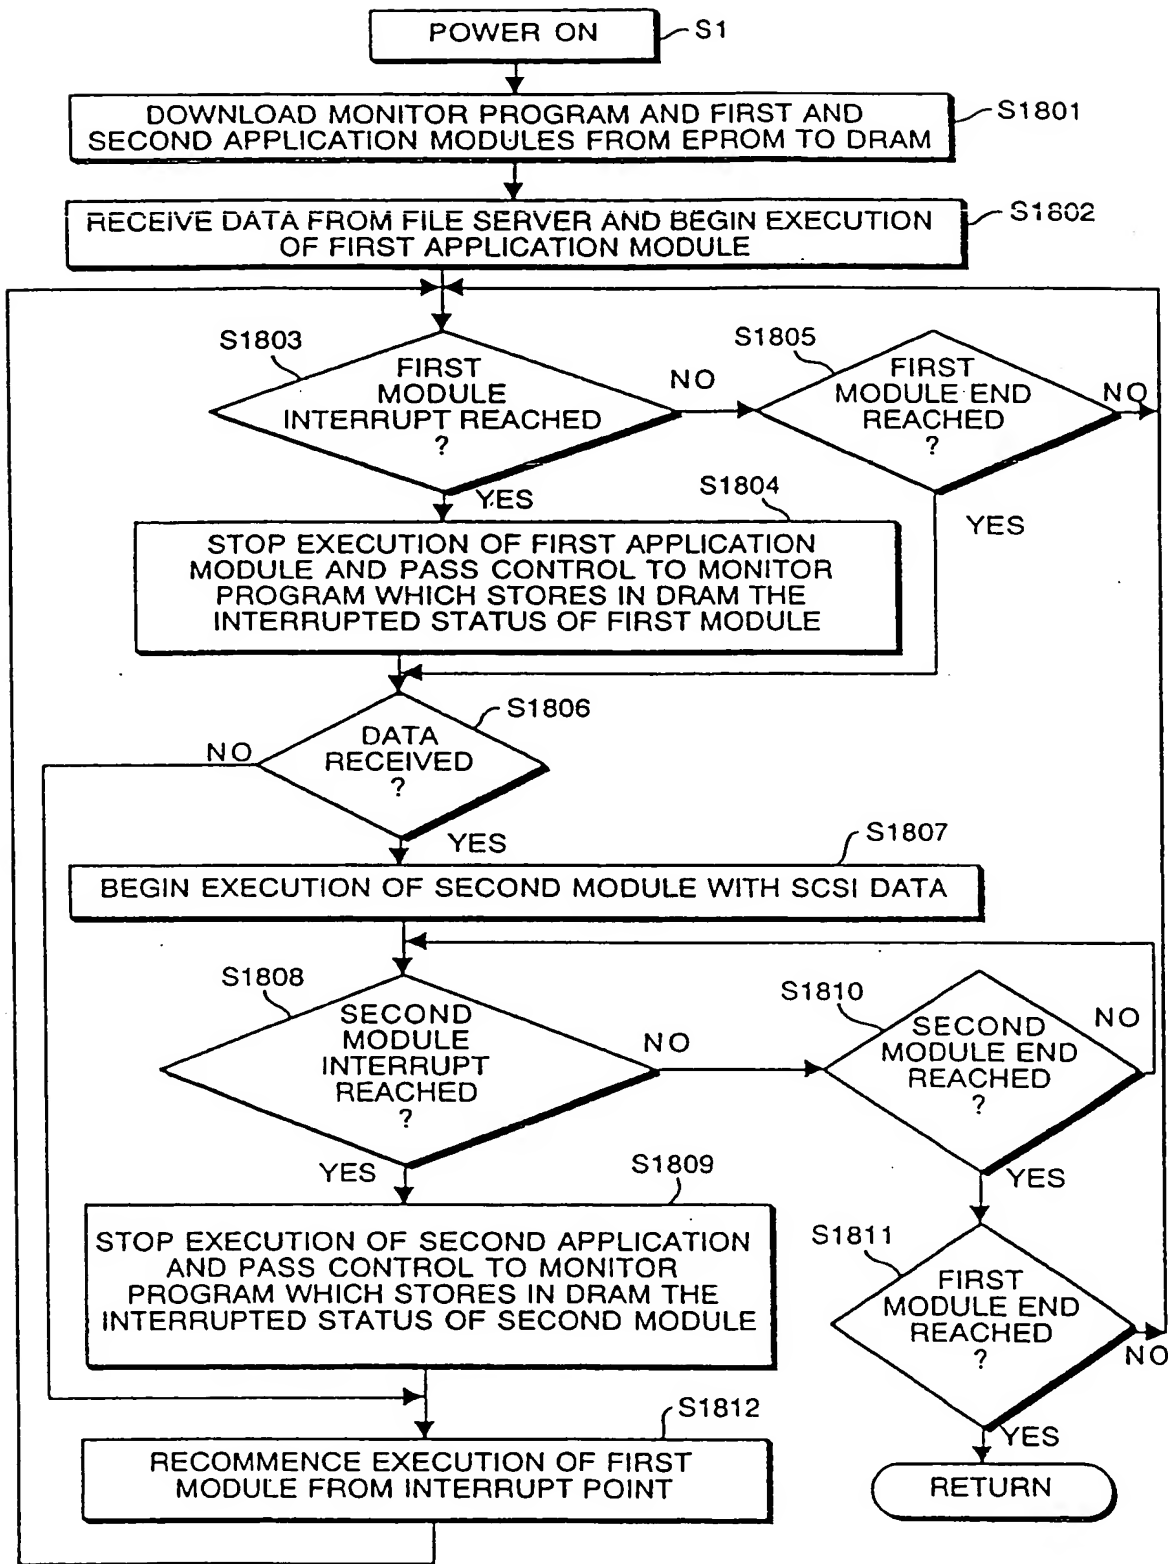 POWER ON
S1
DOWNLOAD MONITOR PROGRAM AND FIRST AND
SECOND APPLICATION MODULES FROM EPROM TO DRAM
S1801
RECEIVE DATA FROM FILE SERVER AND BEGIN EXECUTION
OF FIRST APPLICATION MODULE
S1802
S1803
FIRST
MODULE
INTERRUPT REACHED
?
NO
YES
S1805
FIRST
MODULE END
REACHED
?
NO
YES
S1804
STOP EXECUTION OF FIRST APPLICATION
MODULE AND PASS CONTROL TO MONITOR
PROGRAM WHICH STORES IN DRAM THE
INTERRUPTED STATUS OF FIRST MODULE
S1806
DATA
RECEIVED
?
NO
YES
S1807
BEGIN EXECUTION OF SECOND MODULE WITH SCSI DATA
S1808
SECOND
MODULE
INTERRUPT
REACHED
?
NO
YES
S1810
SECOND
MODULE END
REACHED
?
NO
YES
S1809
STOP EXECUTION OF SECOND APPLICATION
AND PASS CONTROL TO MONITOR
PROGRAM WHICH STORES IN DRAM THE
INTERRUPTED STATUS OF SECOND MODULE
S1811
FIRST
MODULE END
REACHED
?
NO
YES
S1812
RECOMMENCE EXECUTION OF FIRST
MODULE FROM INTERRUPT POINT
RETURN